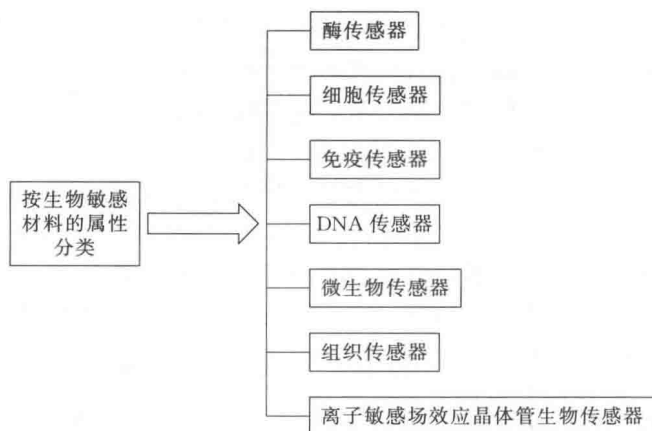 酶传感器
细胞传感器
免疫传感器
按生物敏感
材料的属性
分类
DNA 传感器
微生物传感器
组织传感器
离子敏感场效应晶体管生物传感器